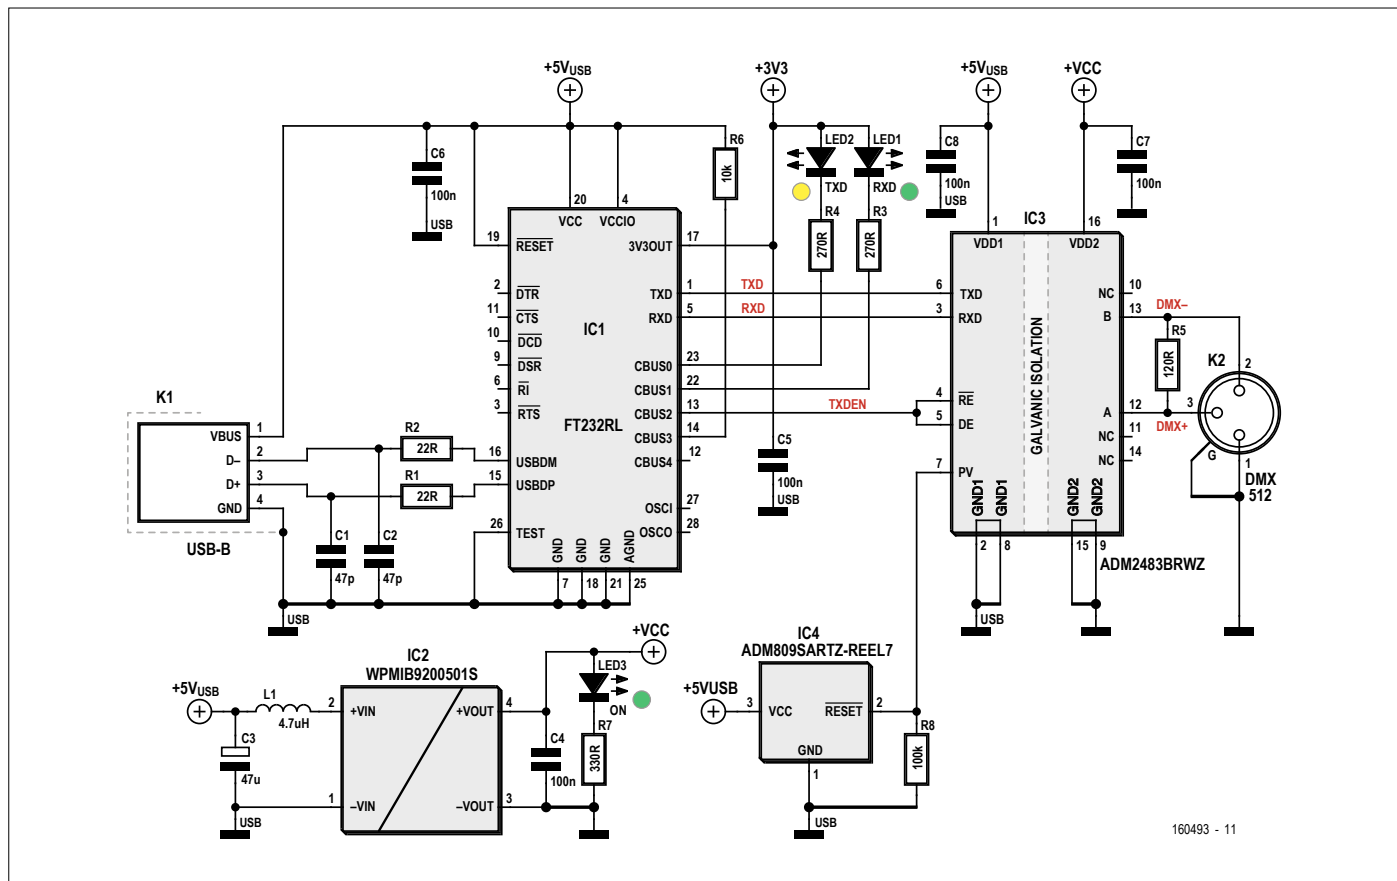 +5VUSB
+3V3
+5VUSB
+VCC
C6
100n
USB
R6
10k
LED2
LED1
TXD
RXD
R4
270R
R3
270R
C8
100n
USB
C7
100n
20
4
VCC
VCCIO
19
RESET
3V3OUT
17
2
DTR
TXD
1
TXD
11
CTS
RXD
5
RXD
10
DCD
IC1
9
DSR
CBUS0
23
6
RI
CBUS1
22
3
RTS
CBUS2
13
TXDEN
FT232RL
CBUS3
14
CBUS4
12
16
USBDM
15
USBDP
OSCI
27
26
TEST
OSCO
28
GND
GND
GND
AGND
7
18
21
25
C5
100n
USB
IC3
1
16
VDD1
VDD2
6
TXD
3
RXD
4
RE
5
DE
7
PV
GALVANIC ISOLATION
NC
10
B
13
DMX–
A
12
DMX+
NC
11
NC
14
GND1
GND1
GND2
GND2
2
8
15
9
USB
ADM2483BRWZ
R5
120R
K2
2
3
1
G
DMX
512
K1
VBUS
1
D–
2
D+
3
GND
4
USB-B
R2
22R
R1
22R
C1
47p
C2
47p
USB
IC2
WPMIB9200501S
+5VUSB
L1
4.7uH
C3
47u
USB
2
+VIN
+VOUT
4
1
–VIN
–VOUT
3
+VCC
LED3
ON
C4
100n
R7
330R
IC4
ADM809SARTZ-REEL7
+5VUSB
3
VCC
RESET
2
GND
1
USB
R8
100k
160493 - 11